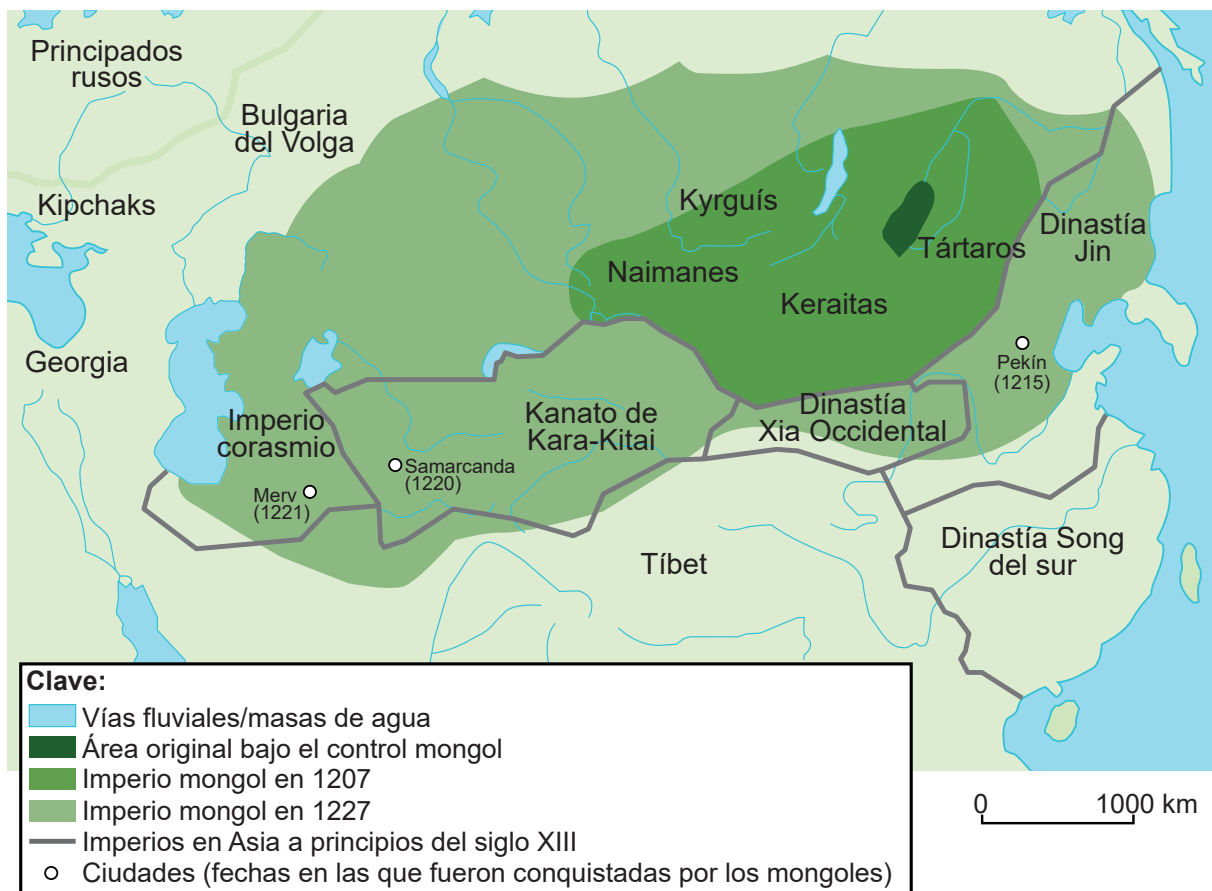 Principados
rusos
Bulgaria
del Volga
Kipchaks
Kyrguís
Dinastía
Jin
Tártaros
Naimanes
Keraitas
Georgia
Pekín
(1215)
Imperio
corasmio
Kanato de
Kara-Kitai
Dinastía
Xia Occidental
Samarcanda
(1220)
Merv
(1221)
Tíbet
Dinastía Song
del sur
Clave:
Vías fluviales/masas de agua
Área original bajo el control mongol
Imperio mongol en 1207
Imperio mongol en 1227
Imperios en Asia a principios del siglo XIII
Ciudades (fechas en las que fueron conquistadas por los mongoles)
0 1000 km